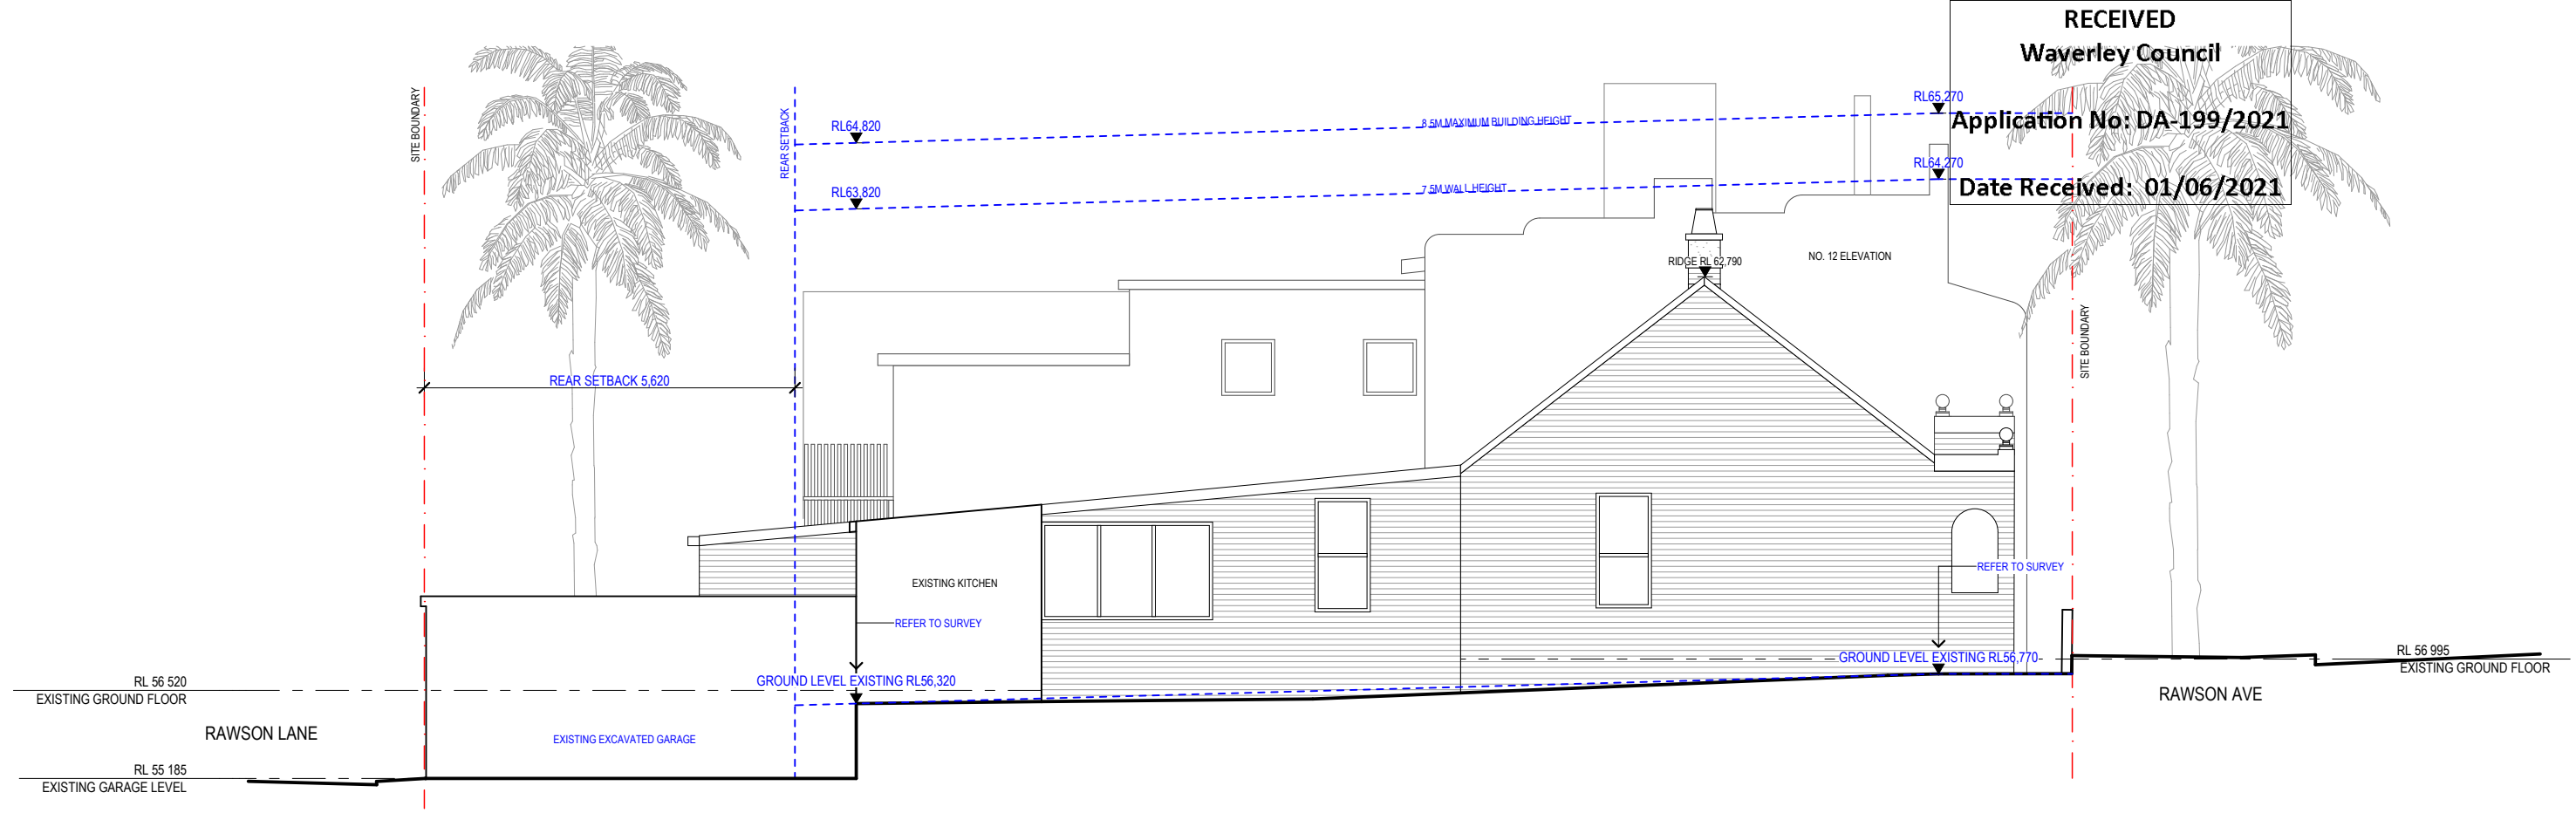 RECEIVED
Waverley Council
Application No: DA-199/2021
Date Received: 01/06/2021
SITE BOUNDARY
REAR SETBACK
RL64,820
8.5M MAXIMUM BUILDING HEIGHT
RL65,270
RL63,820
7.5M WALL HEIGHT
RL64,270
RIDGE RL 62,790
NO. 12 ELEVATION
SITE BOUNDARY
REAR SETBACK 5,620
EXISTING KITCHEN
REFER TO SURVEY
REFER TO SURVEY
GROUND LEVEL EXISTING RL56,320
GROUND LEVEL EXISTING RL56,770
RL 56 520
EXISTING GROUND FLOOR
RL 56 995
EXISTING GROUND FLOOR
RAWSON LANE
RAWSON AVE
EXISTING EXCAVATED GARAGE
RL 55 185
EXISTING GARAGE LEVEL